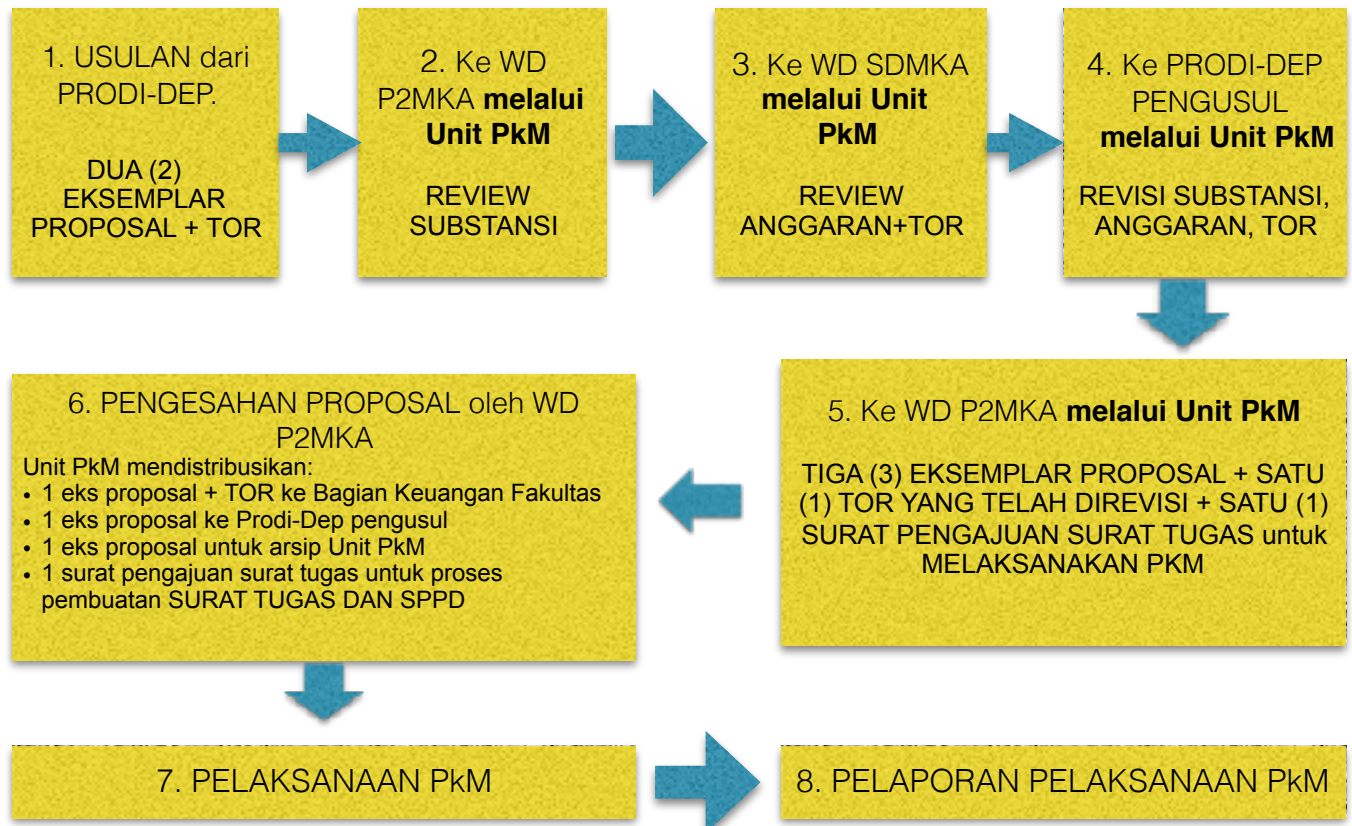 1. USULAN dari
PRODI-DEP.
DUA (2)
EKSEMPLAR
PROPOSAL + TOR
2. Ke WD
P2MKA melalui
Unit PkM
REVIEW
SUBSTANSI
3. Ke WD SDMKA
melalui Unit
PkM
REVIEW
ANGGARAN+TOR
4. Ke PRODI-DEP
PENGUSUL
melalui Unit PkM
REVISI SUBSTANSI,
ANGGARAN, TOR
5. Ke WD P2MKA melalui Unit PkM
TIGA (3) EKSEMPLAR PROPOSAL + SATU
(1) TOR YANG TELAH DIREVISI + SATU (1)
SURAT PENGAJUAN SURAT TUGAS untuk
MELAKSANAKAN PKM
6. PENGESAHAN PROPOSAL oleh WD
P2MKA
Unit PkM mendistribusikan:
• 1 eks proposal + TOR ke Bagian Keuangan Fakultas
• 1 eks proposal ke Prodi-Dep pengusul
• 1 eks proposal untuk arsip Unit PkM
• 1 surat pengajuan surat tugas untuk proses
pembuatan SURAT TUGAS DAN SPPD
7. PELAKSANAAN PkM
8. PELAPORAN PELAKSANAAN PkM